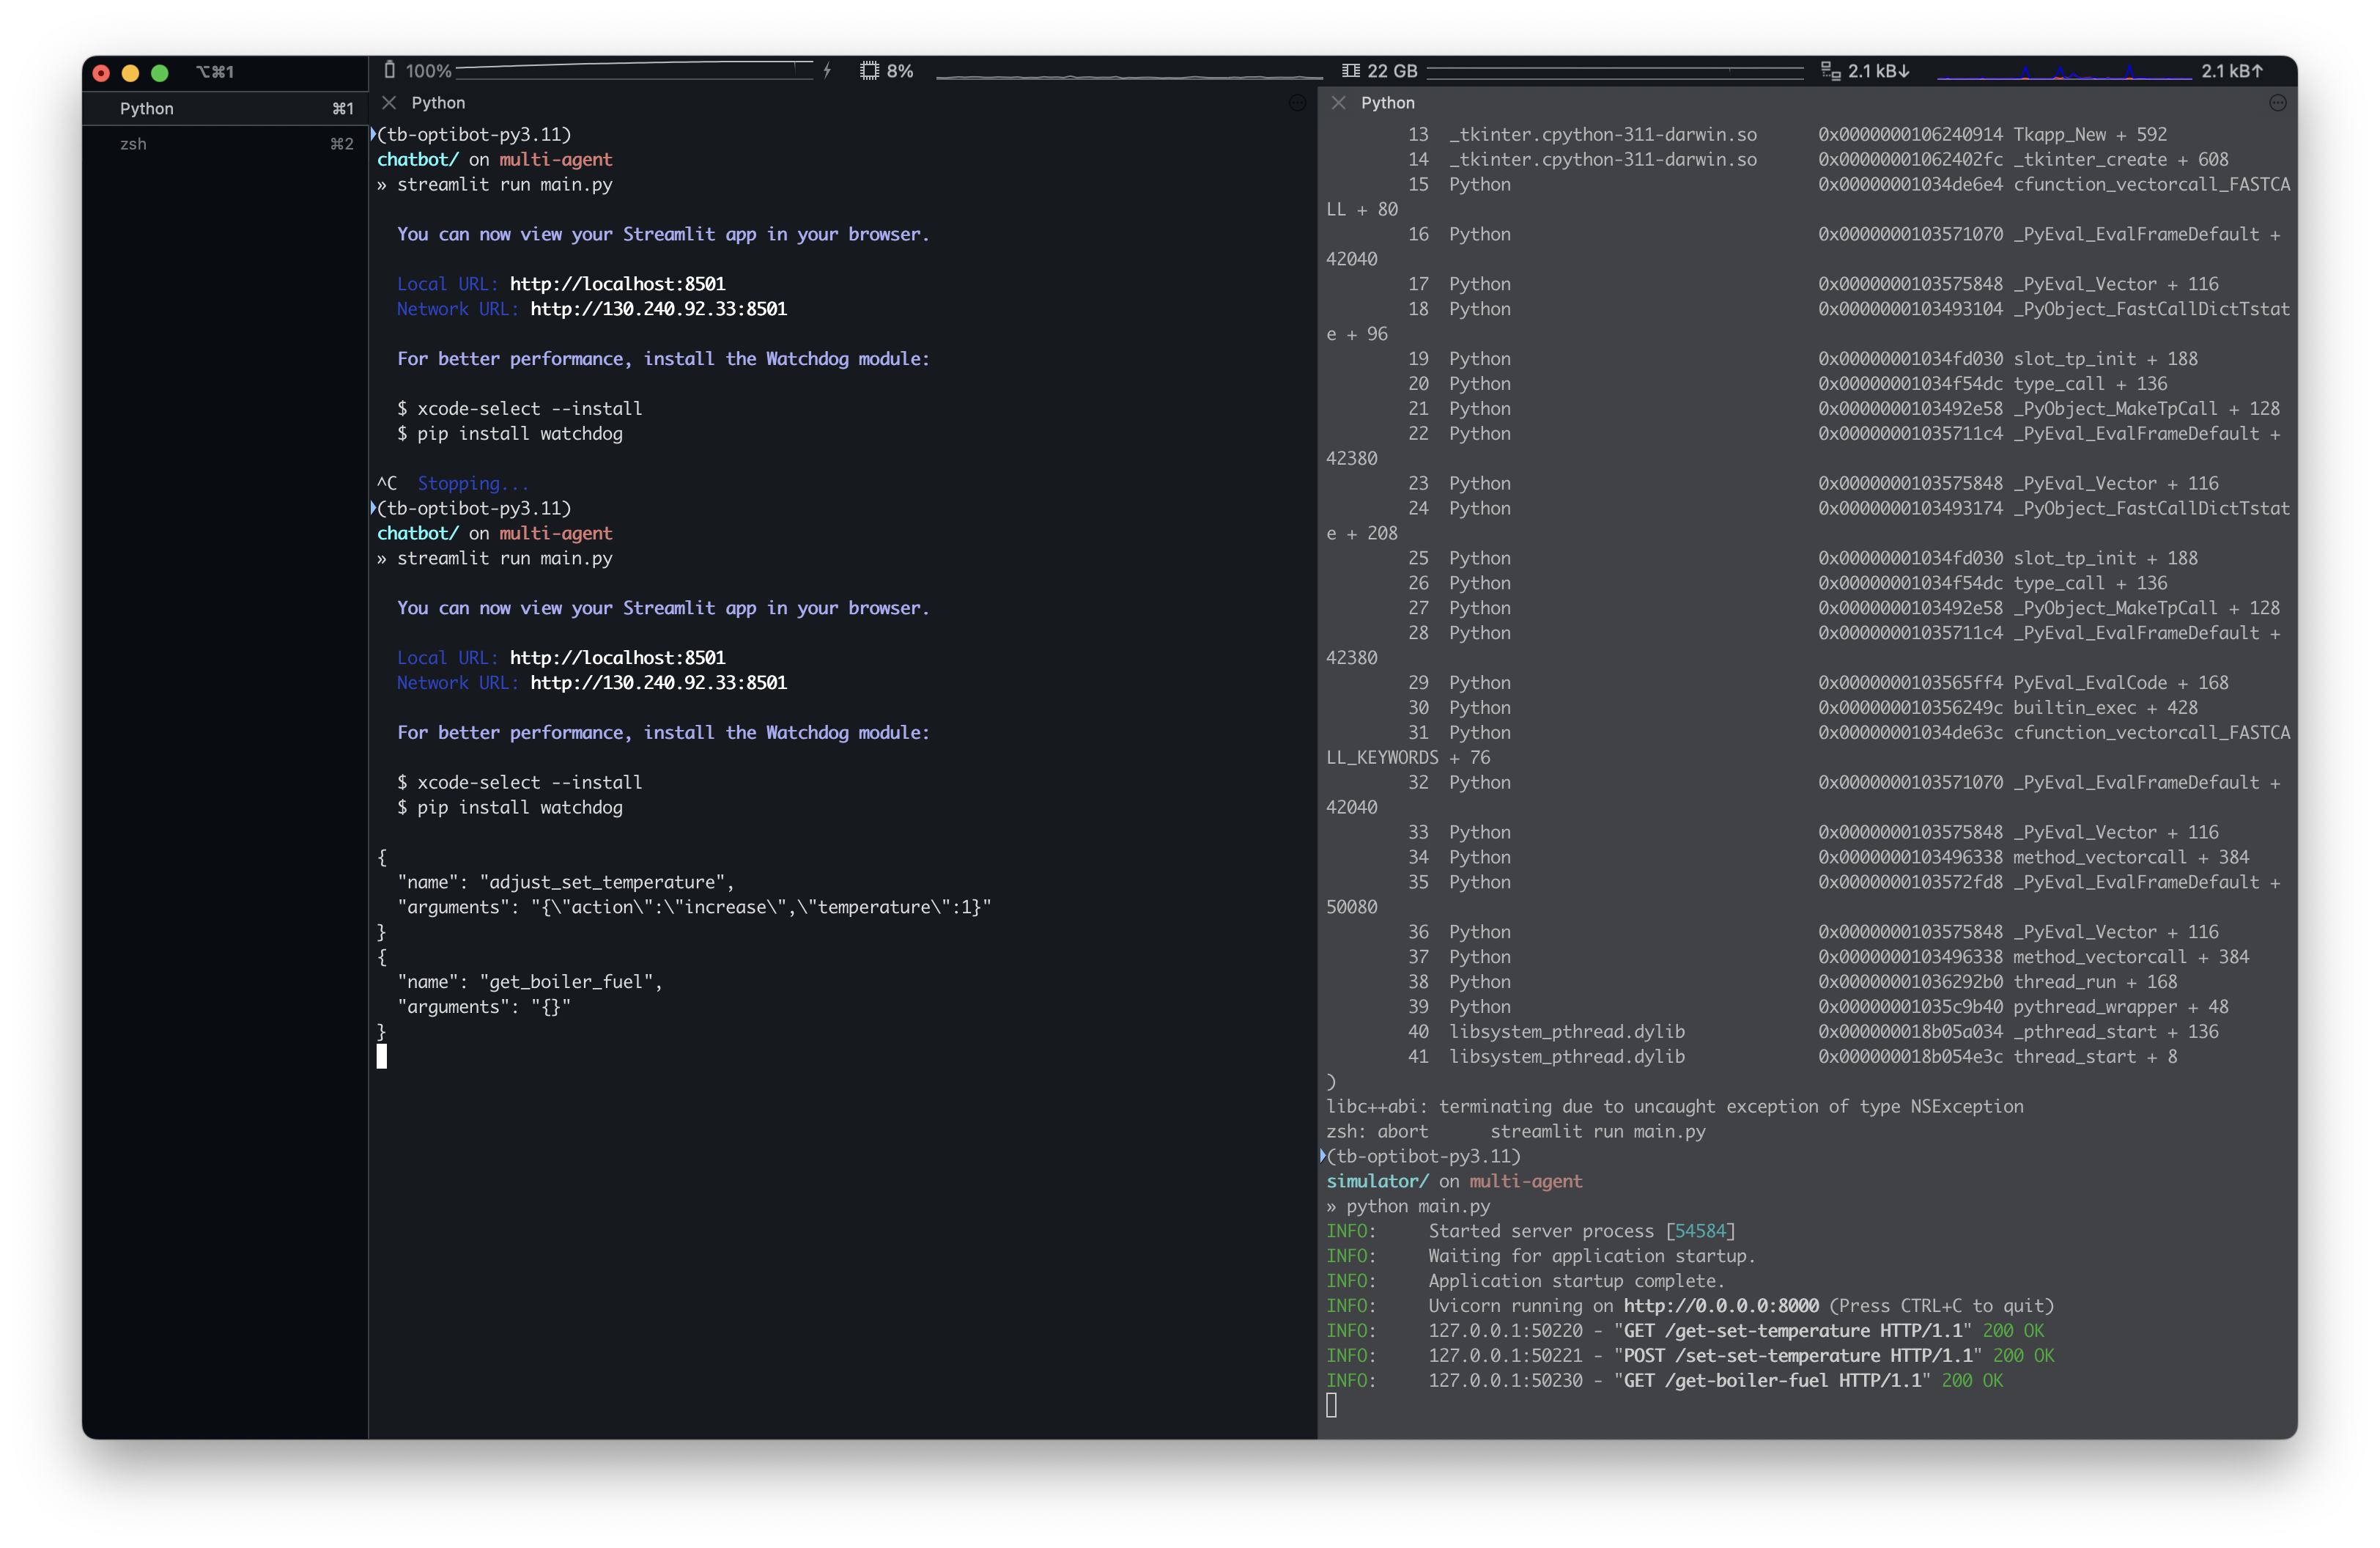 ⌥⌘1
100%
8%
22 GB
2.1 kB↓
2.1 kB↑
Python ⌘1
zsh ⌘2
Python
(tb-optibot-py3.11)
chatbot/ on multi-agent
» streamlit run main.py
You can now view your Streamlit app in your browser.
Local URL: http://localhost:8501
Network URL: http://130.240.92.33:8501
For better performance, install the Watchdog module:
$ xcode-select --install
$ pip install watchdog
^C  Stopping...
(tb-optibot-py3.11)
chatbot/ on multi-agent
» streamlit run main.py
You can now view your Streamlit app in your browser.
Local URL: http://localhost:8501
Network URL: http://130.240.92.33:8501
For better performance, install the Watchdog module:
$ xcode-select --install
$ pip install watchdog
{
  "name": "adjust_set_temperature",
  "arguments": "{\"action\":\"increase\",\"temperature\":1}"
}
{
  "name": "get_boiler_fuel",
  "arguments": "{}"
}
Python
13  _tkinter.cpython-311-darwin.so      0x0000000106240914 Tkapp_New + 592
14  _tkinter.cpython-311-darwin.so      0x00000001062402fc _tkinter_create + 608
15  Python                              0x00000001034de6e4 cfunction_vectorcall_FASTCA
LL + 80
16  Python                              0x0000000103571070 _PyEval_EvalFrameDefault +
42040
17  Python                              0x0000000103575848 _PyEval_Vector + 116
18  Python                              0x0000000103493104 _PyObject_FastCallDictTstat
e + 96
19  Python                              0x00000001034fd030 slot_tp_init + 188
20  Python                              0x00000001034f54dc type_call + 136
21  Python                              0x0000000103492e58 _PyObject_MakeTpCall + 128
22  Python                              0x00000001035711c4 _PyEval_EvalFrameDefault +
42380
23  Python                              0x0000000103575848 _PyEval_Vector + 116
24  Python                              0x0000000103493174 _PyObject_FastCallDictTstat
e + 208
25  Python                              0x00000001034fd030 slot_tp_init + 188
26  Python                              0x00000001034f54dc type_call + 136
27  Python                              0x0000000103492e58 _PyObject_MakeTpCall + 128
28  Python                              0x00000001035711c4 _PyEval_EvalFrameDefault +
42380
29  Python                              0x0000000103565ff4 PyEval_EvalCode + 168
30  Python                              0x000000010356249c builtin_exec + 428
31  Python                              0x00000001034de63c cfunction_vectorcall_FASTCA
LL_KEYWORDS + 76
32  Python                              0x0000000103571070 _PyEval_EvalFrameDefault +
42040
33  Python                              0x0000000103575848 _PyEval_Vector + 116
34  Python                              0x0000000103496338 method_vectorcall + 384
35  Python                              0x0000000103572fd8 _PyEval_EvalFrameDefault +
50080
36  Python                              0x0000000103575848 _PyEval_Vector + 116
37  Python                              0x0000000103496338 method_vectorcall + 384
38  Python                              0x00000001036292b0 thread_run + 168
39  Python                              0x00000001035c9b40 pythread_wrapper + 48
40  libsystem_pthread.dylib             0x000000018b05a034 _pthread_start + 136
41  libsystem_pthread.dylib             0x000000018b054e3c thread_start + 8
)
libc++abi: terminating due to uncaught exception of type NSException
zsh: abort      streamlit run main.py
(tb-optibot-py3.11)
simulator/ on multi-agent
» python main.py
INFO:     Started server process [54584]
INFO:     Waiting for application startup.
INFO:     Application startup complete.
INFO:     Uvicorn running on http://0.0.0.0:8000 (Press CTRL+C to quit)
INFO:     127.0.0.1:50220 - "GET /get-set-temperature HTTP/1.1" 200 OK
INFO:     127.0.0.1:50221 - "POST /set-set-temperature HTTP/1.1" 200 OK
INFO:     127.0.0.1:50230 - "GET /get-boiler-fuel HTTP/1.1" 200 OK